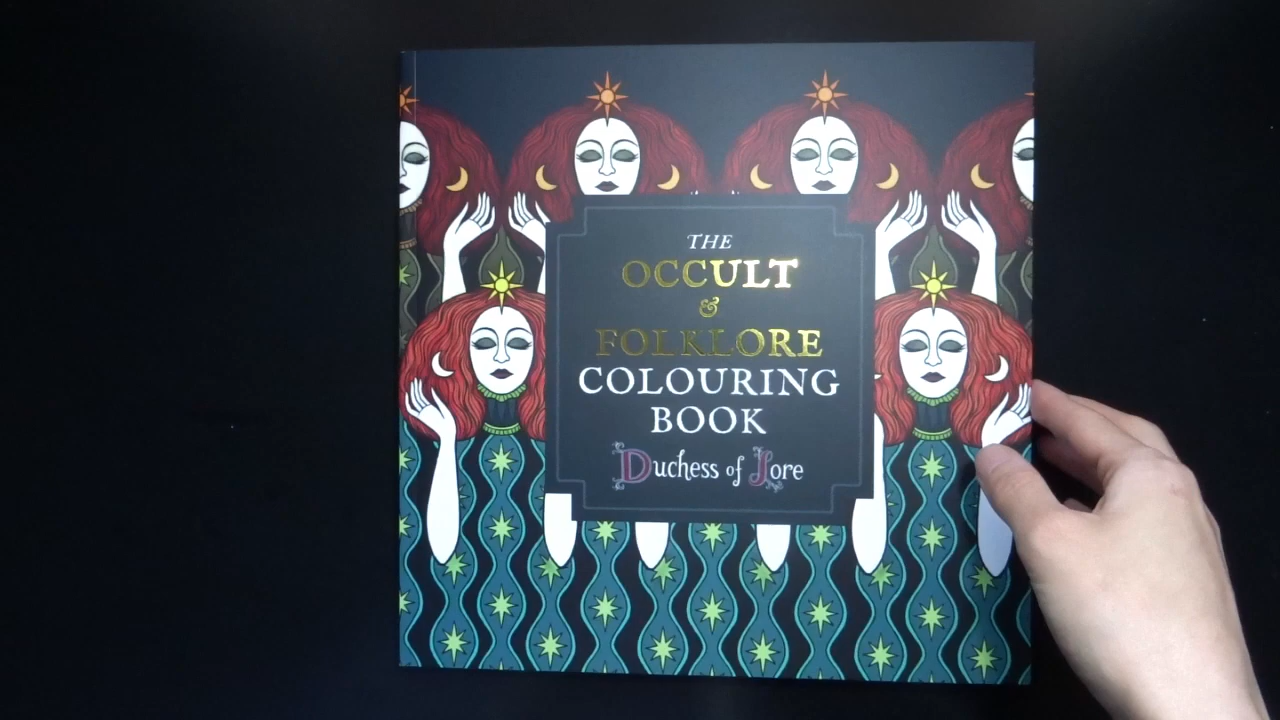 THE
OCCULT
&
FOLKLORE
COLOURING
BOOK
Duchess of Lore